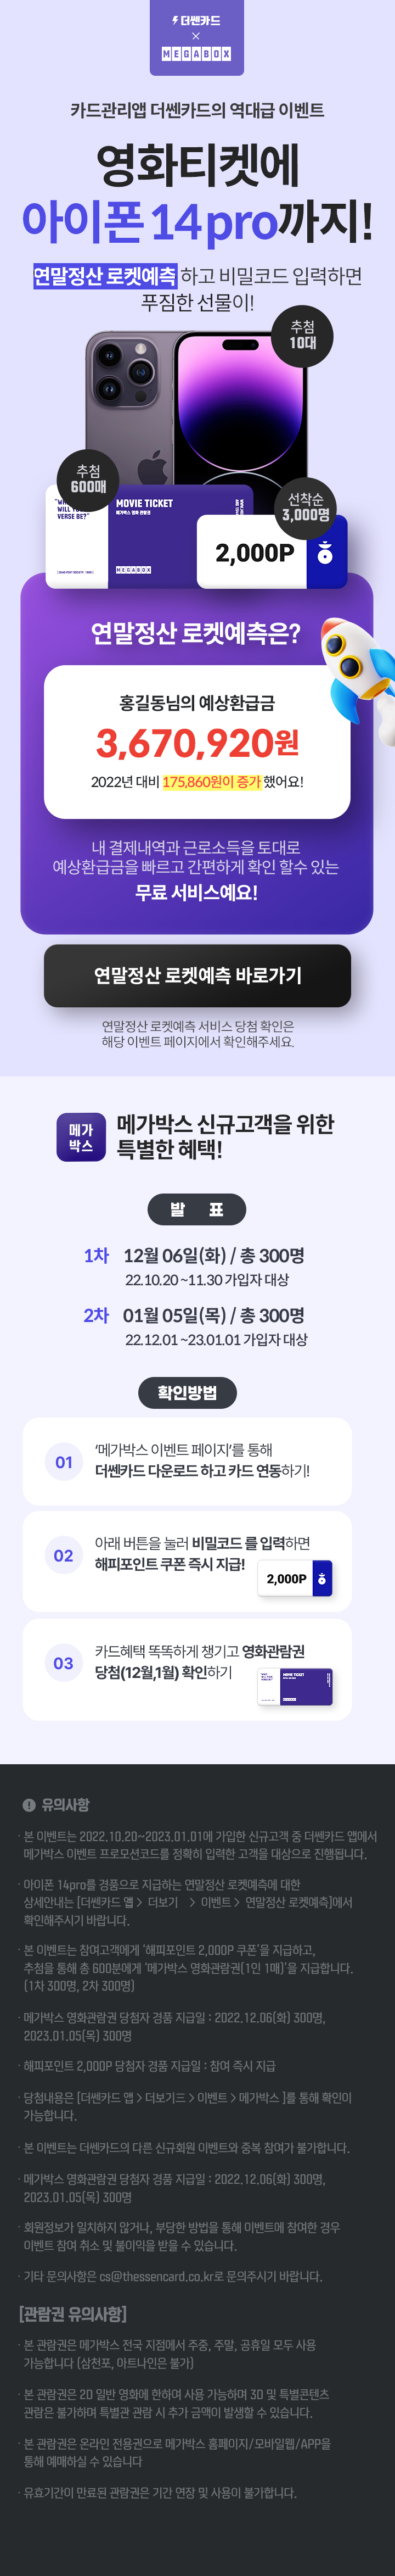 더쎈카드
×
MEGABOX
카드관리앱 더쎈카드의 역대급 이벤트
영화티켓에
아이폰 14 pro까지!
연말정산 로켓예측 하고 비밀코드 입력하면
푸짐한 선물이!
추첨
10대
추첨
600매
MOVIE TICKET
메가박스 영화 관람권
MEGABOX
선착순
3,000명
2,000P
연말정산 로켓예측은?
홍길동님의 예상환급금
3,670,920원
2022년 대비 175,860원이 증가 했어요!
내 결제내역과 근로소득을 토대로
예상환급금을 빠르고 간편하게 확인 할수 있는
무료 서비스예요!
연말정산 로켓예측 바로가기
연말정산 로켓예측 서비스 당첨 확인은
해당 이벤트 페이지에서 확인해주세요.
메가
박스
메가박스 신규고객을 위한
특별한 혜택!
발 표
1차 12월 06일(화) / 총 300명
22.10.20 ~11.30 가입자 대상
2차 01월 05일(목) / 총 300명
22.12.01 ~23.01.01 가입자 대상
확인방법
01
‘메가박스 이벤트 페이지’를 통해
더쎈카드 다운로드 하고 카드 연동하기!
02
아래 버튼을 눌러 비밀코드 를 입력하면
해피포인트 쿠폰 즉시 지급!
2,000P
03
카드혜택 똑똑하게 챙기고 영화관람권
당첨(12월,1월) 확인하기
MOVIE TICKET
유의사항
· 본 이벤트는 2022.10.20~2023.01.01에 가입한 신규고객 중 더쎈카드 앱에서
메가박스 이벤트 프로모션코드를 정확히 입력한 고객을 대상으로 진행됩니다.
· 아이폰 14pro를 경품으로 지급하는 연말정산 로켓예측에 대한
상세안내는 [더쎈카드 앱 > 더보기 > 이벤트 > 연말정산 로켓예측]에서
확인해주시기 바랍니다.
· 본 이벤트는 참여고객에게 ‘해피포인트 2,000P 쿠폰’을 지급하고,
추첨을 통해 총 600분에게 ‘메가박스 영화관람권(1인 1매)’을 지급합니다.
(1차 300명, 2차 300명)
· 메가박스 영화관람권 당첨자 경품 지급일 : 2022.12.06(화) 300명,
2023.01.05(목) 300명
· 해피포인트 2,000P 당첨자 경품 지급일 : 참여 즉시 지급
· 당첨내용은 [더쎈카드 앱 > 더보기☰ > 이벤트 > 메가박스 ]를 통해 확인이
가능합니다.
· 본 이벤트는 더쎈카드의 다른 신규회원 이벤트와 중복 참여가 불가합니다.
· 메가박스 영화관람권 당첨자 경품 지급일 : 2022.12.06(화) 300명,
2023.01.05(목) 300명
· 회원정보가 일치하지 않거나, 부당한 방법을 통해 이벤트에 참여한 경우
이벤트 참여 취소 및 불이익을 받을 수 있습니다.
· 기타 문의사항은 cs@thessencard.co.kr로 문의주시기 바랍니다.
[관람권 유의사항]
· 본 관람권은 메가박스 전국 지점에서 주중, 주말, 공휴일 모두 사용
가능합니다 (삼천포, 아트나인은 불가)
· 본 관람권은 2D 일반 영화에 한하여 사용 가능하며 3D 및 특별콘텐츠
관람은 불가하며 특별관 관람 시 추가 금액이 발생할 수 있습니다.
· 본 관람권은 온라인 전용권으로 메가박스 홈페이지/모바일웹/APP을
통해 예매하실 수 있습니다
· 유효기간이 만료된 관람권은 기간 연장 및 사용이 불가합니다.